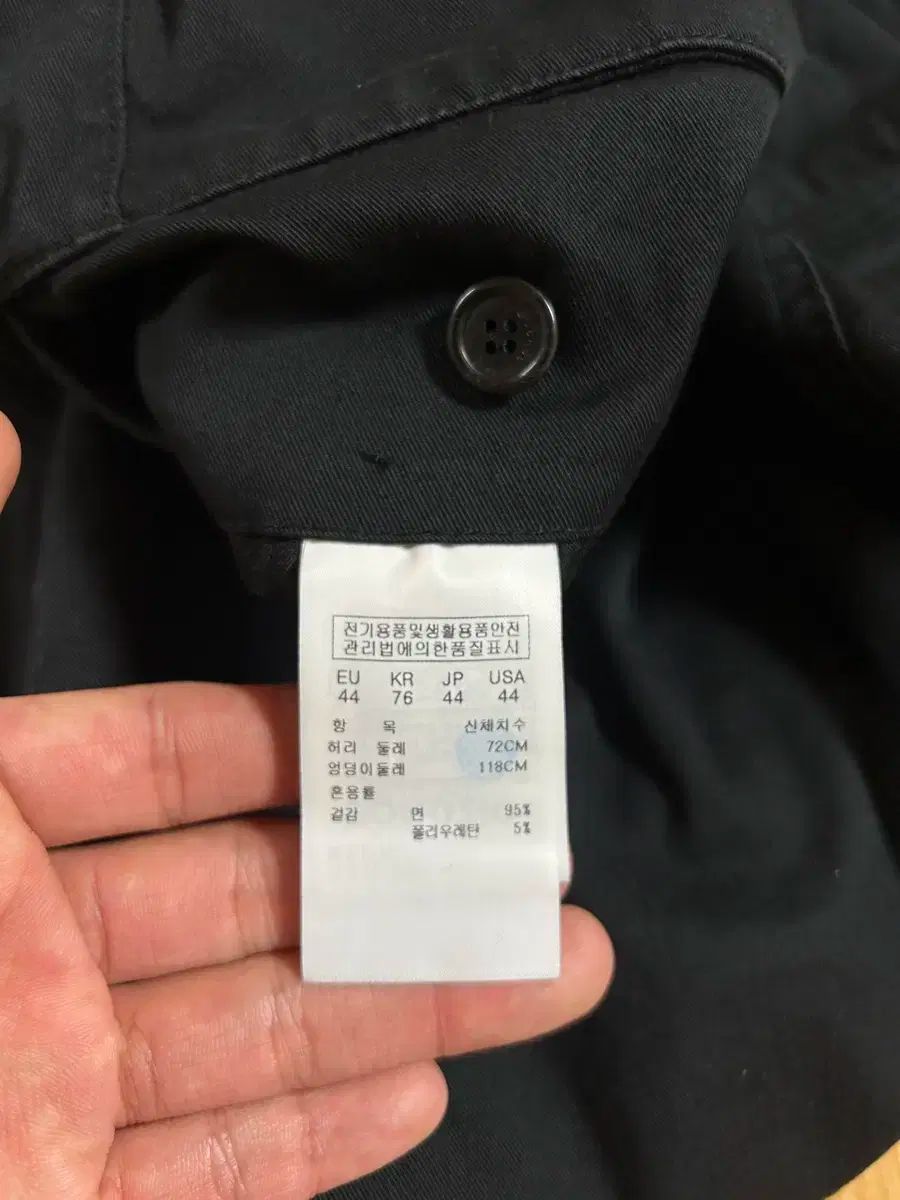 전기용품및생활용품안전
관리법에의한품질표시
EU KR JP USA
44 76 44 44
항 목 신체치수
허리 둘레 72CM
엉덩이둘레 118CM
혼용률
겉감 면 95%
폴리우레탄 5%